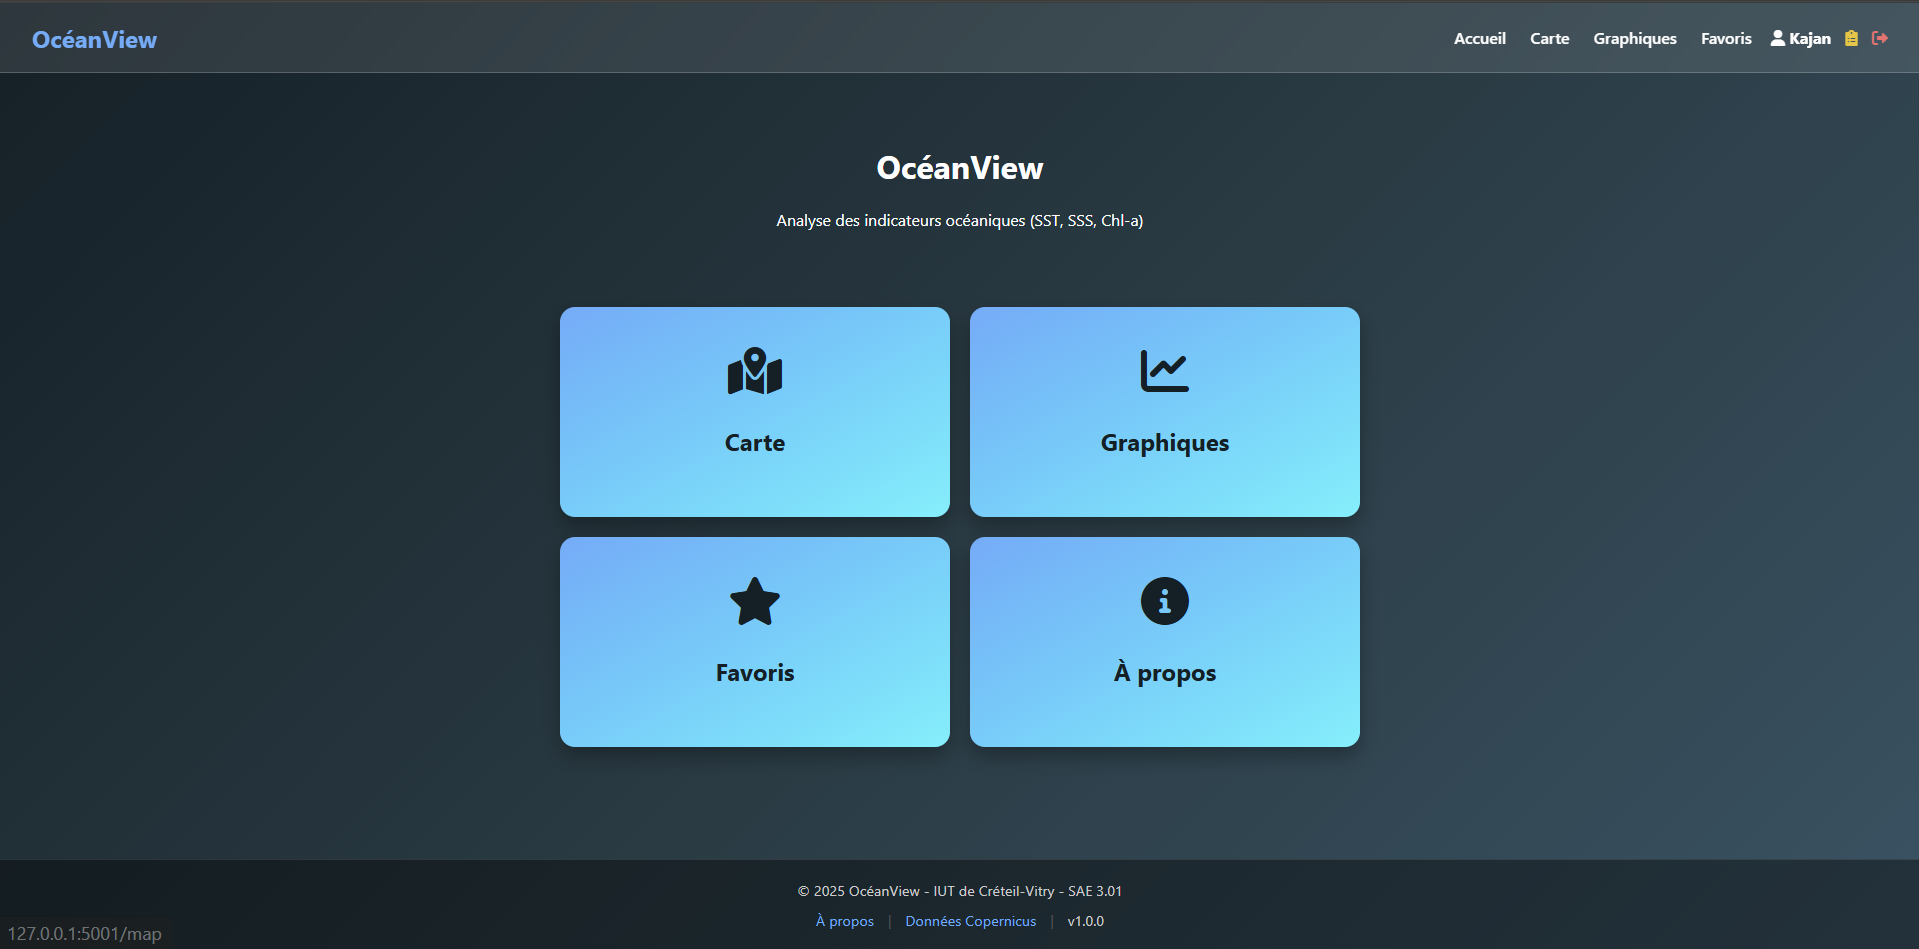 OcéanView
Accueil Carte Graphiques Favoris Kajan
OcéanView
Analyse des indicateurs océaniques (SST, SSS, Chl-a)
Carte
Graphiques
Favoris
À propos
© 2025 OcéanView - IUT de Créteil-Vitry - SAE 3.01
À propos | Données Copernicus | v1.0.0
127.0.0.1:5001/map